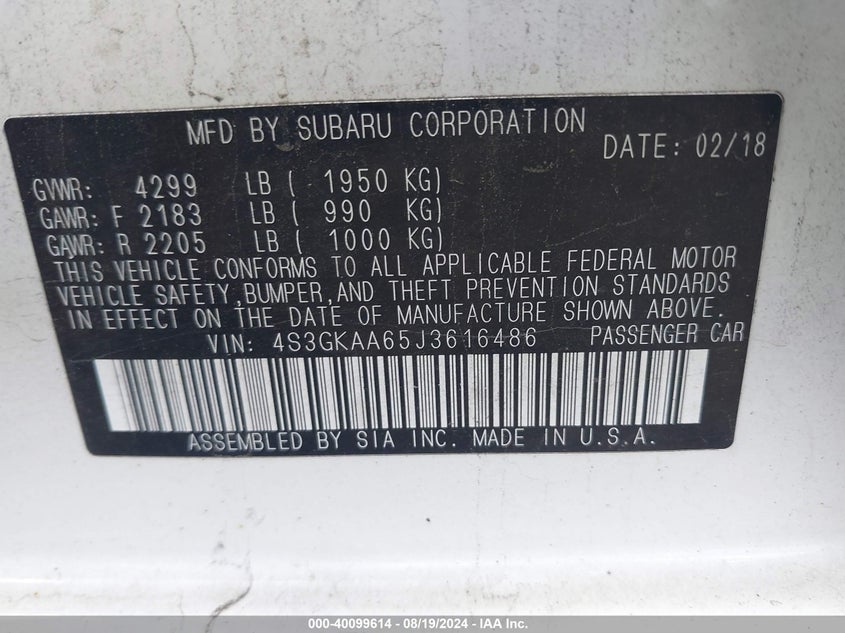 MFD BY SUBARU CORPORATION
DATE: 02/18
GVWR: 4299 LB ( 1950 KG)
GAWR: F 2183 LB ( 990 KG)
GAWR: R 2205 LB ( 1000 KG)
THIS VEHICLE CONFORMS TO ALL APPLICABLE FEDERAL MOTOR
VEHICLE SAFETY,BUMPER,AND THEFT PREVENTION STANDARDS
IN EFFECT ON THE DATE OF MANUFACTURE SHOWN ABOVE.
VIN: 4S3GKAA65J3616486 PASSENGER CAR
ASSEMBLED BY SIA INC. MADE IN U.S.A.
000-40099614 - 08/19/2024 - IAAI.COM